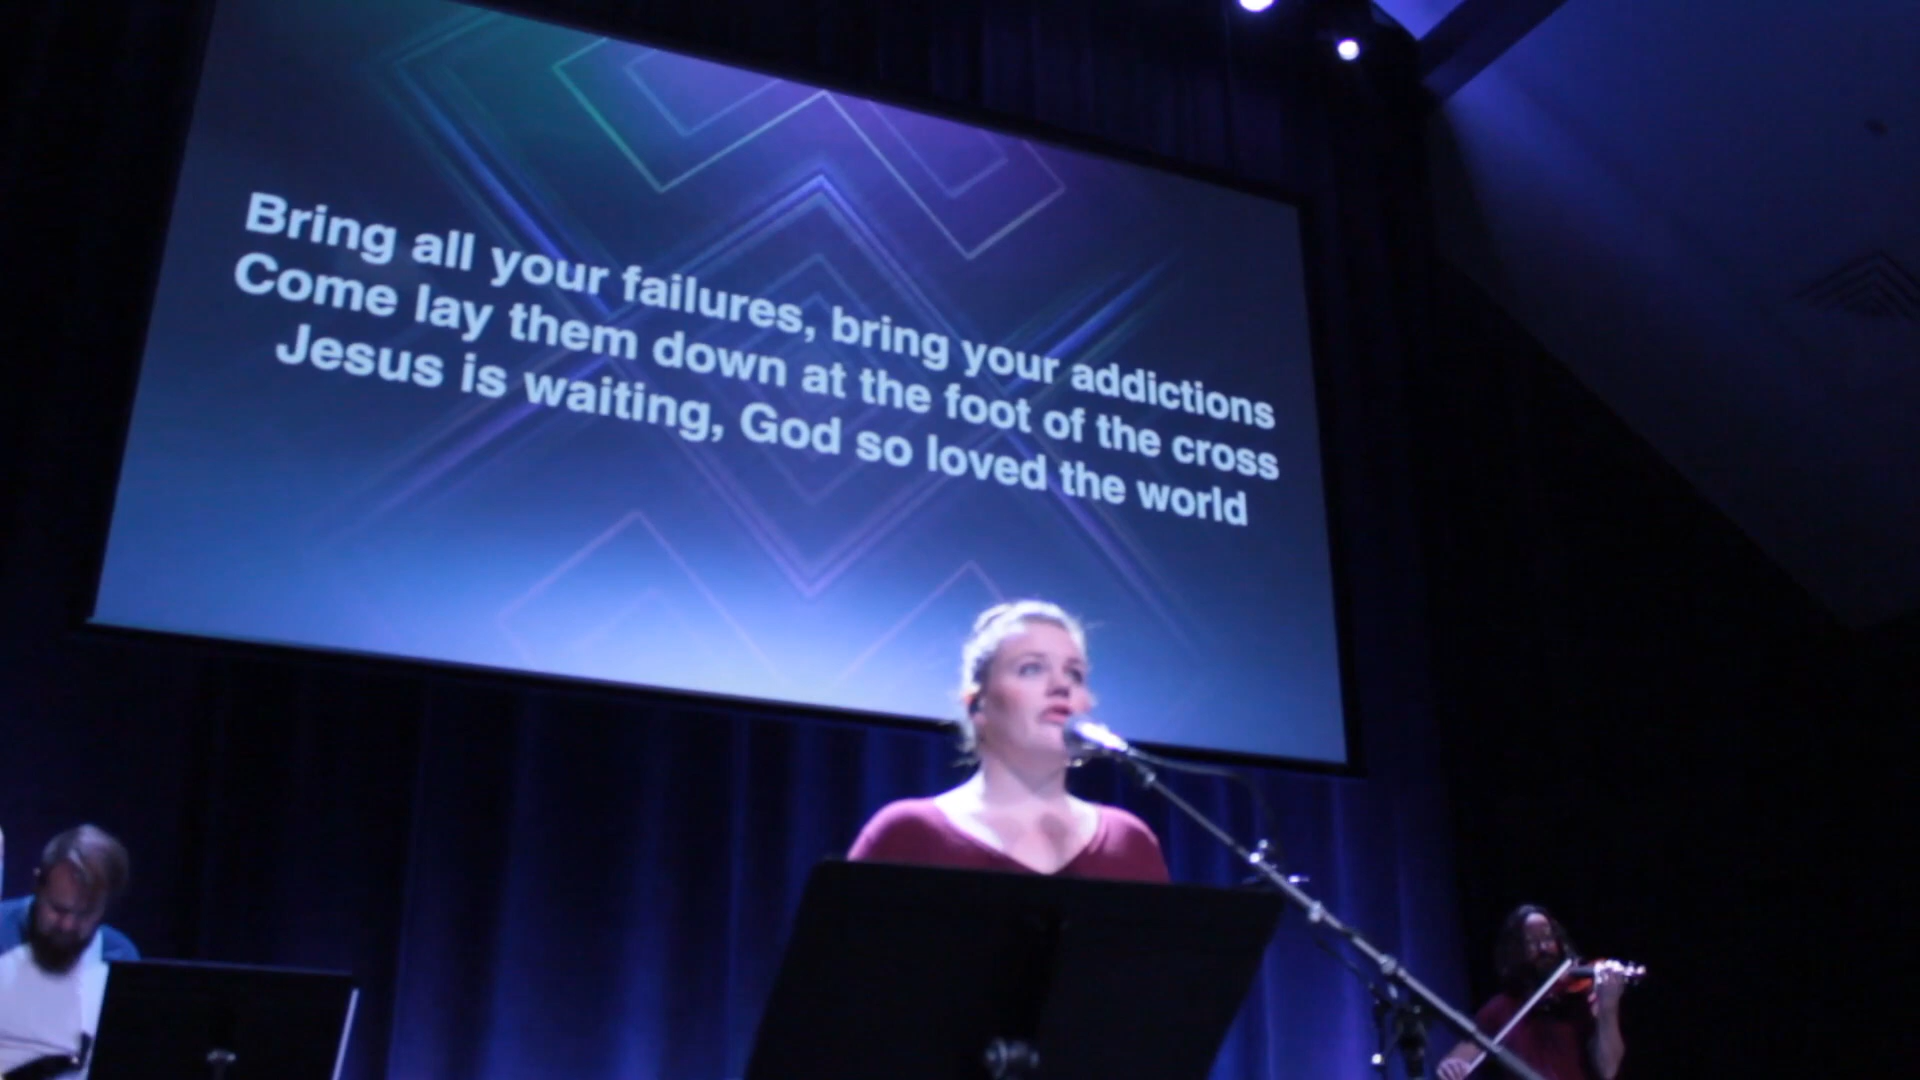 Bring all your failures, bring your addictions
Come lay them down at the foot of the cross
Jesus is waiting, God so loved the world